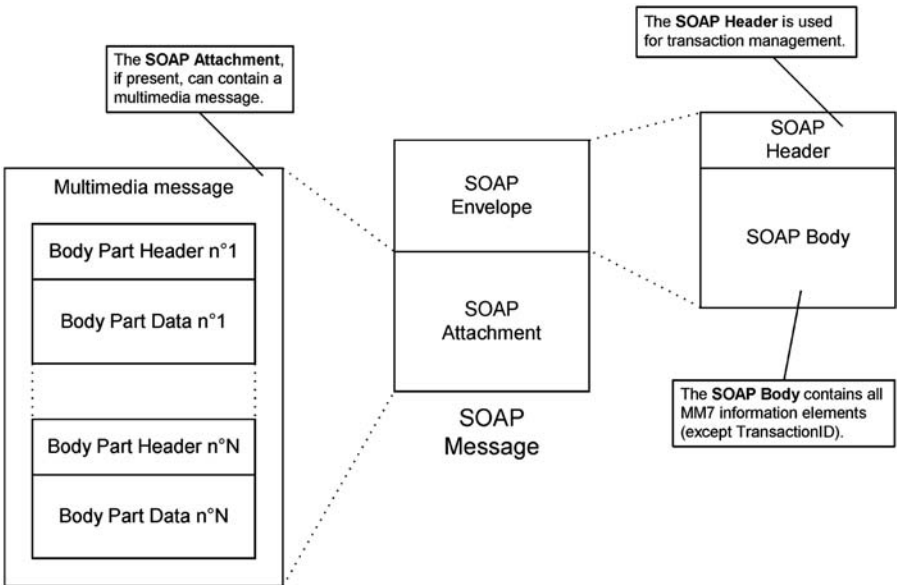 The SOAP Header is used
for transaction management.
The SOAP Attachment,
if present, can contain a
multimedia message.
SOAP
Header
SOAP Body
SOAP
Envelope
SOAP
Attachment
SOAP
Message
Multimedia message
Body Part Header n°1
Body Part Data n°1
Body Part Header n°N
Body Part Data n°N
The SOAP Body contains all
MM7 information elements
(except TransactionID).